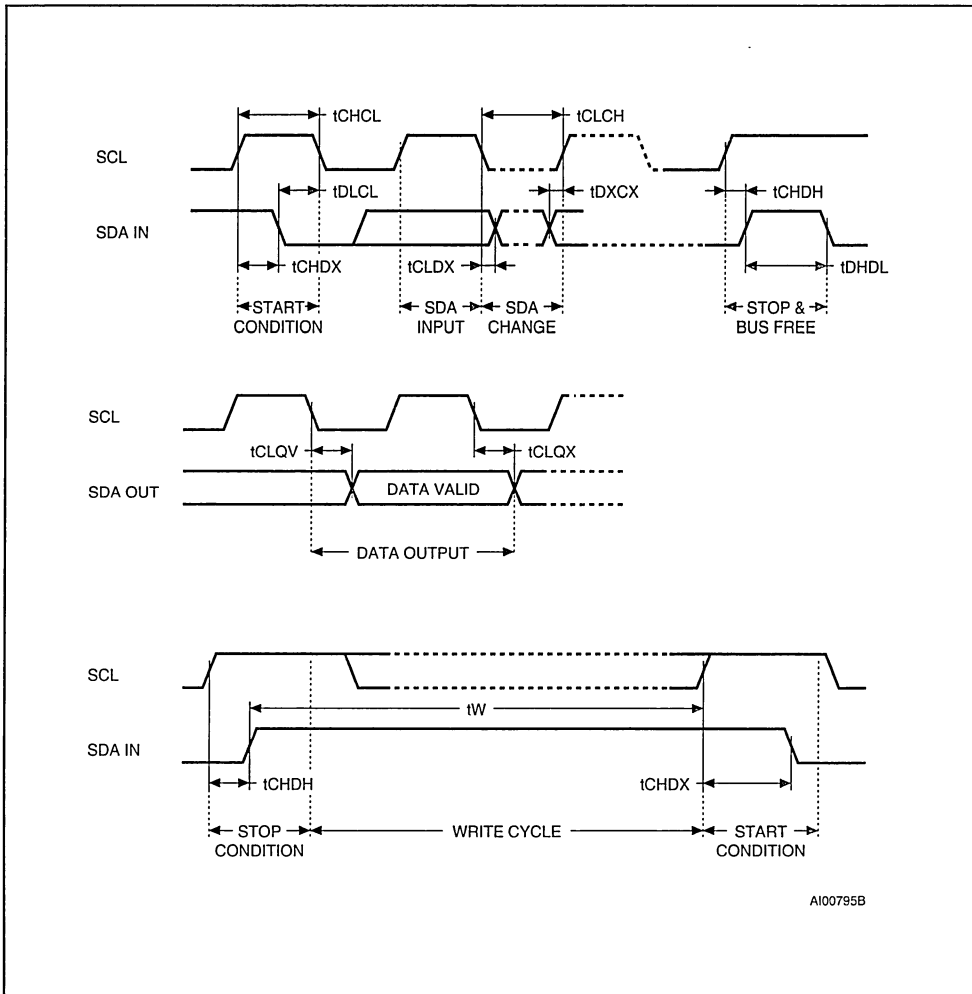 tCHCL
tCLCH
SCL
tDLCL
tDXCX
tCHDH
SDA IN
tCHDX
tCLDX
tDHDL
START
CONDITION
SDA
INPUT
SDA
CHANGE
STOP &
BUS FREE
SCL
tCLQV
tCLQX
SDA OUT
DATA VALID
DATA OUTPUT
SCL
tW
SDA IN
tCHDH
tCHDX
STOP
CONDITION
WRITE CYCLE
START
CONDITION
AI00795B